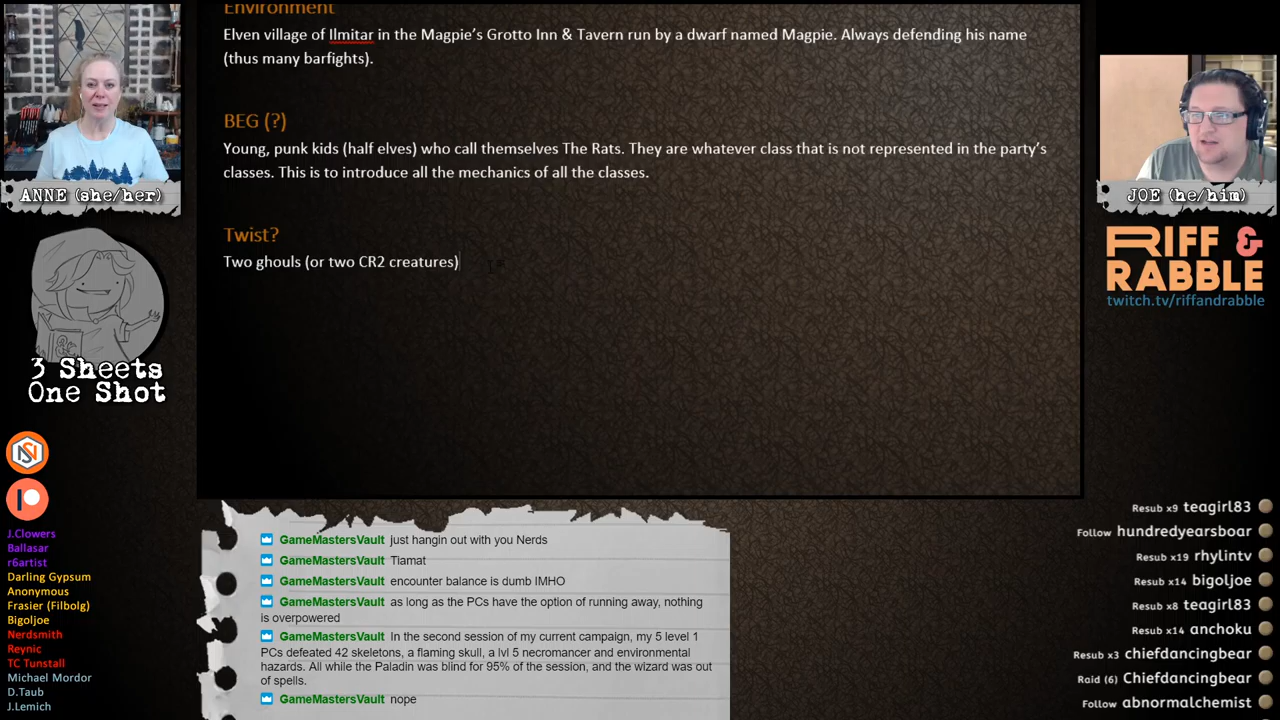 Environment
Elven village of Ilmitar in the Magpie's Grotto Inn & Tavern run by a dwarf named Magpie. Always defending his name
(thus many barfights).
BEG (?)
Young, punk kids (half elves) who call themselves The Rats. They are whatever class that is not represented in the party's
classes. This is to introduce all the mechanics of all the classes.
Twist?
Two ghouls (or two CR2 creatures)
ANNE (she/her)
JOE (he/him)
3 Sheets
One Shot
RIFF &
RABBLE
twitch.tv/riffandrabble
J.Clowers
Ballasar
r6artist
Darling Gypsum
Anonymous
Frasier (Filbolg)
Bigoljoe
Nerdsmith
Reynic
TC Tunstall
Michael Mordor
D.Taub
J.Lemich
GameMastersVault just hangin out with you Nerds
GameMastersVault Tiamat
GameMastersVault encounter balance is dumb IMHO
GameMastersVault as long as the PCs have the option of running away, nothing
is overpowered
GameMastersVault In the second session of my current campaign, my 5 level 1
PCs defeated 42 skeletons, a flaming skull, a lvl 5 necromancer and environmental
hazards. All while the Paladin was blind for 95% of the session, and the wizard was out
of spells.
GameMastersVault nope
Resub x9 teagirl83
Follow hundredyearsboar
Resub x19 rhylintv
Resub x14 bigoljoe
Resub x8 teagirl83
Resub x14 anchoku
Resub x3 chiefdancingbear
Raid (6) Chiefdancingbear
Follow abnormalchemist